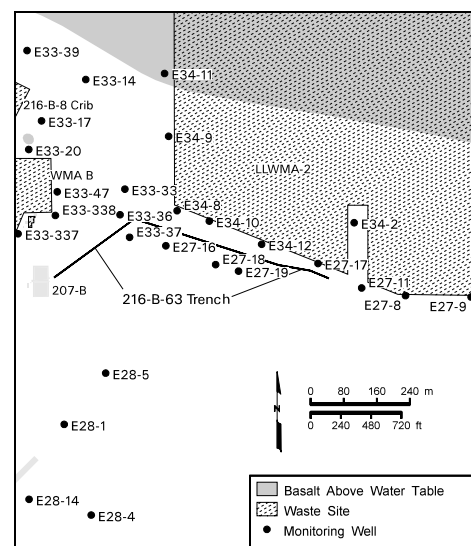 E33-39
E33-14
E34-11
216-B-8 Crib
E33-17
E34-9
E33-20
WMA B
LLWMA-2
E33-47
E33-33
E34-8
E33-338
E33-36
E34-10
E34-2
E33-337
E33-37
E27-16
E34-12
E27-18
E27-17
E27-19
207-B
216-B-63 Trench
E27-11
E27-8
E27-9
E28-5
N
0 80 160 240 m
0 240 480 720 ft
E28-1
E28-14
E28-4
Basalt Above Water Table
Waste Site
Monitoring Well